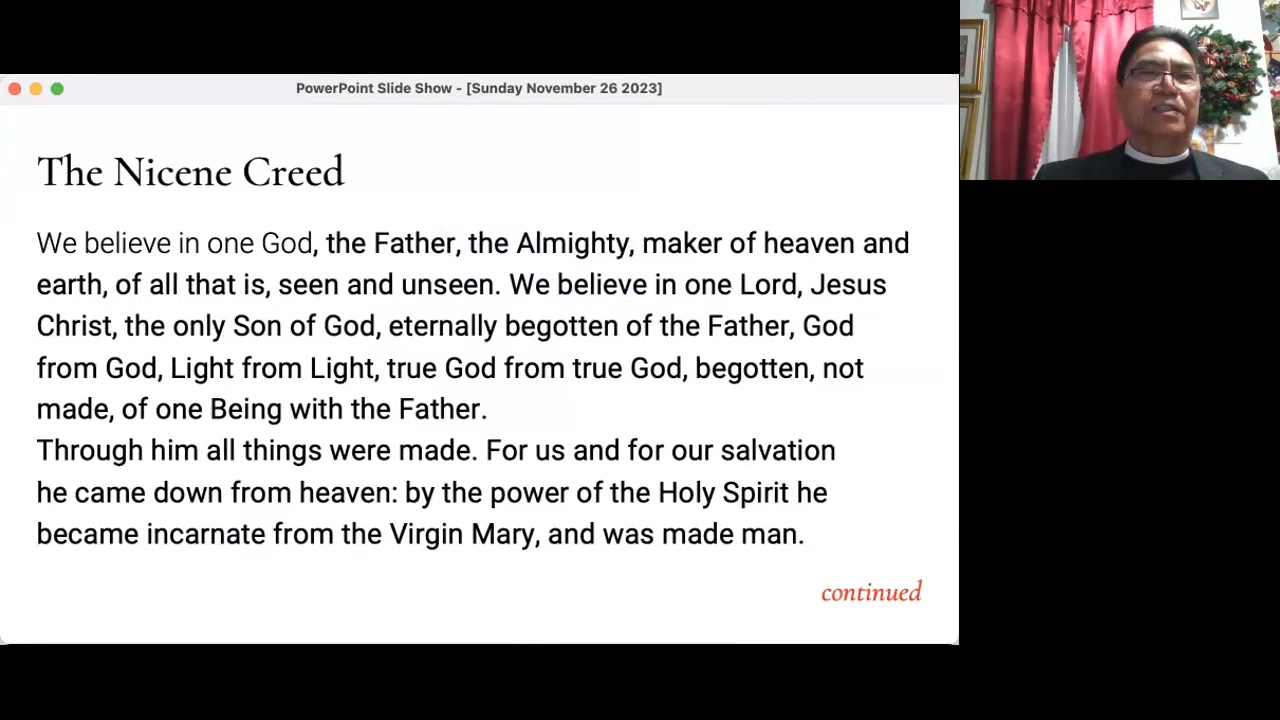 PowerPoint Slide Show - [Sunday November 26 2023]
The Nicene Creed
We believe in one God, the Father, the Almighty, maker of heaven and
earth, of all that is, seen and unseen. We believe in one Lord, Jesus
Christ, the only Son of God, eternally begotten of the Father, God
from God, Light from Light, true God from true God, begotten, not
made, of one Being with the Father.
Through him all things were made. For us and for our salvation
he came down from heaven: by the power of the Holy Spirit he
became incarnate from the Virgin Mary, and was made man.
continued